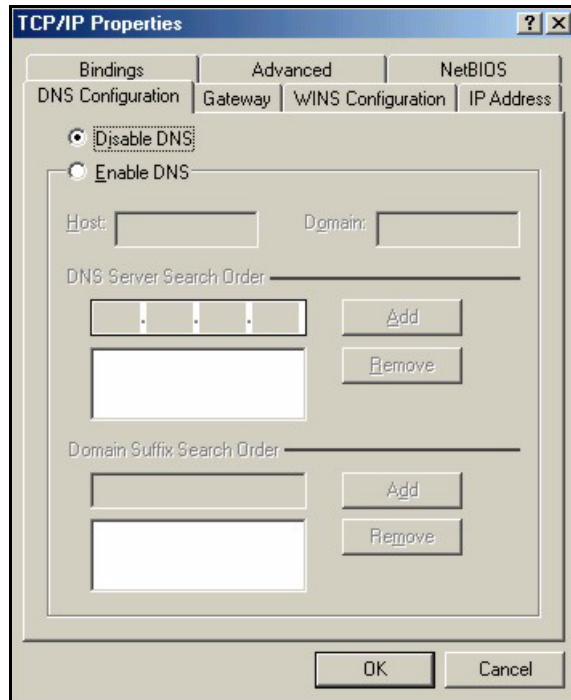 TCP/IP Properties
Bindings Advanced NetBIOS
DNS Configuration Gateway WINS Configuration IP Address
Disable DNS
Enable DNS
Host: Domain:
DNS Server Search Order
. . .
Add
Remove
Domain Suffix Search Order
Add
Remove
OK Cancel